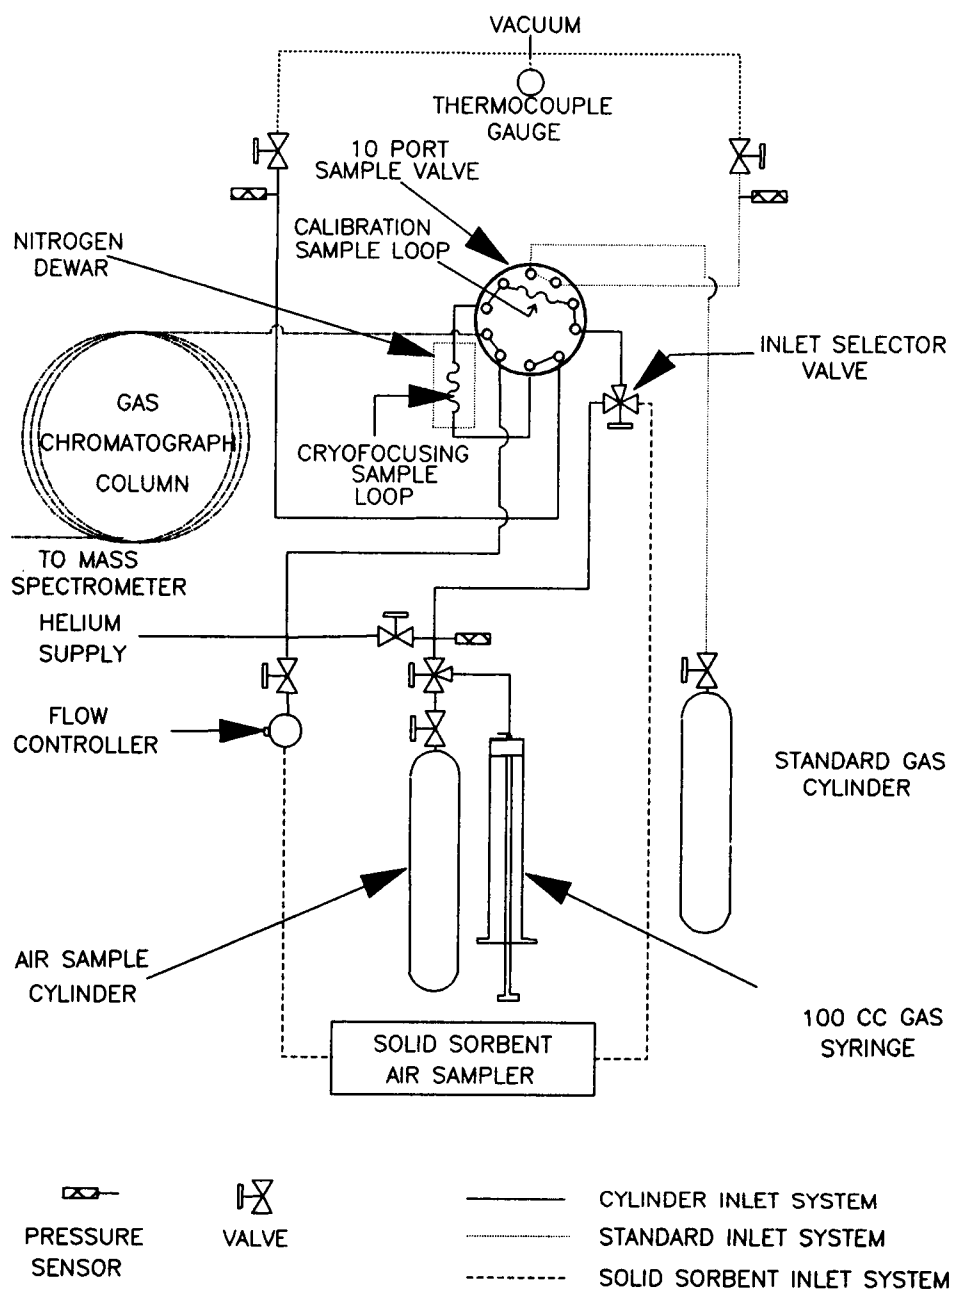 VACUUM
THERMOCOUPLE
GAUGE
10 PORT
SAMPLE VALVE
CALIBRATION
SAMPLE LOOP
NITROGEN
DEWAR
INLET SELECTOR
VALVE
GAS
CHROMATOGRAPH
COLUMN
CRYOFOCUSING
SAMPLE
LOOP
TO MASS
SPECTROMETER
HELIUM
SUPPLY
FLOW
CONTROLLER
STANDARD GAS
CYLINDER
AIR SAMPLE
CYLINDER
100 CC GAS
SYRINGE
SOLID SORBENT
AIR SAMPLER
PRESSURE
SENSOR
VALVE
CYLINDER INLET SYSTEM
STANDARD INLET SYSTEM
SOLID SORBENT INLET SYSTEM